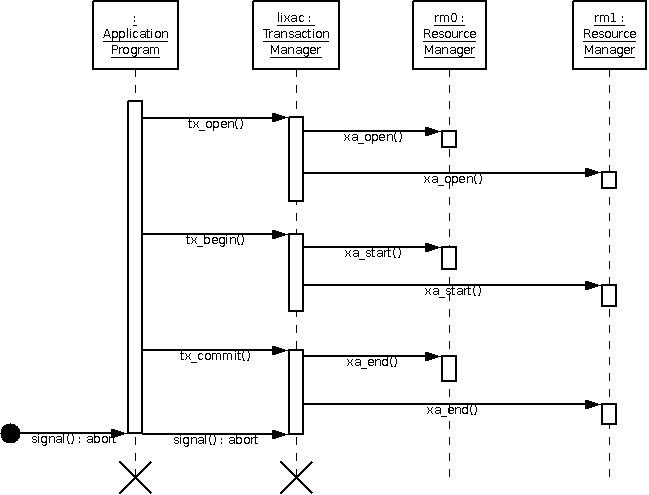 :
Application
Program
lixac :
Transaction
Manager
rm0 :
Resource
Manager
rm1 :
Resource
Manager
tx_open()
xa_open()
xa_open()
tx_begin()
xa_start()
xa_start()
tx_commit()
xa_end()
xa_end()
signal() : abort
signal() : abort